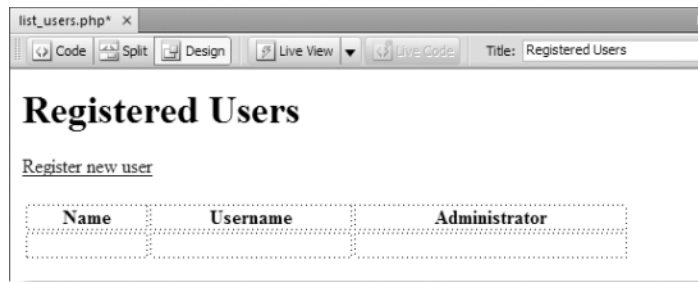 list_users.php* ×
Code Split Design Live View Live Code Title: Registered Users
Registered Users
Register new user
Name Username Administrator